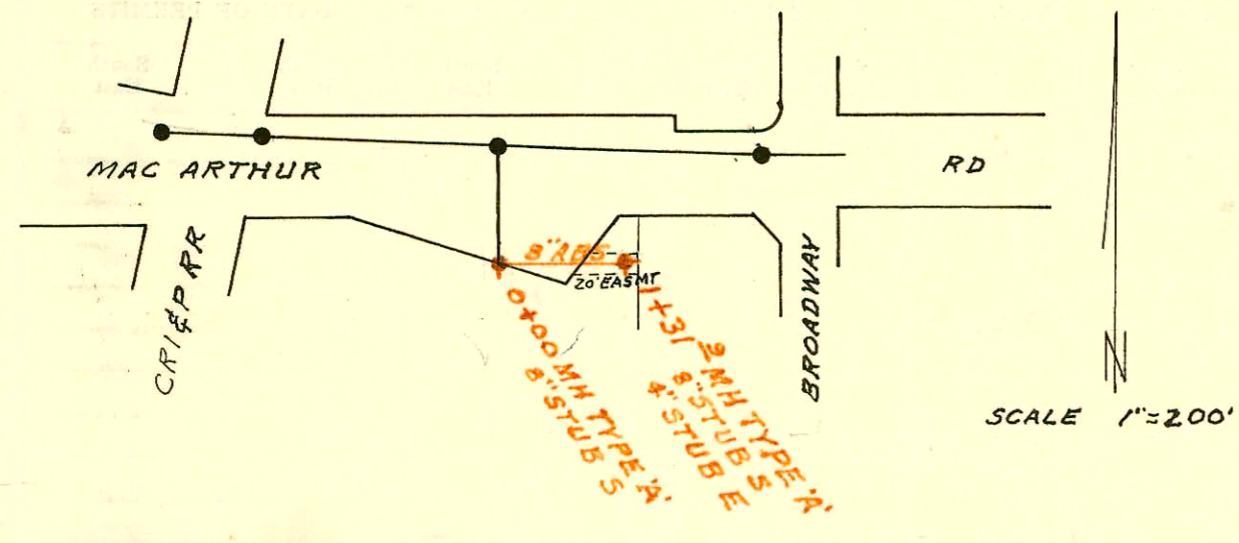 MAC ARTHUR
RD
CRI&P RR
8" ABS
20' EASMT
BROADWAY
0+00 MH TYPE 'A'
8" STUB S
1+31 2 MH TYPE 'A'
8" STUB S
4" STUB E
N
SCALE 1"=200'